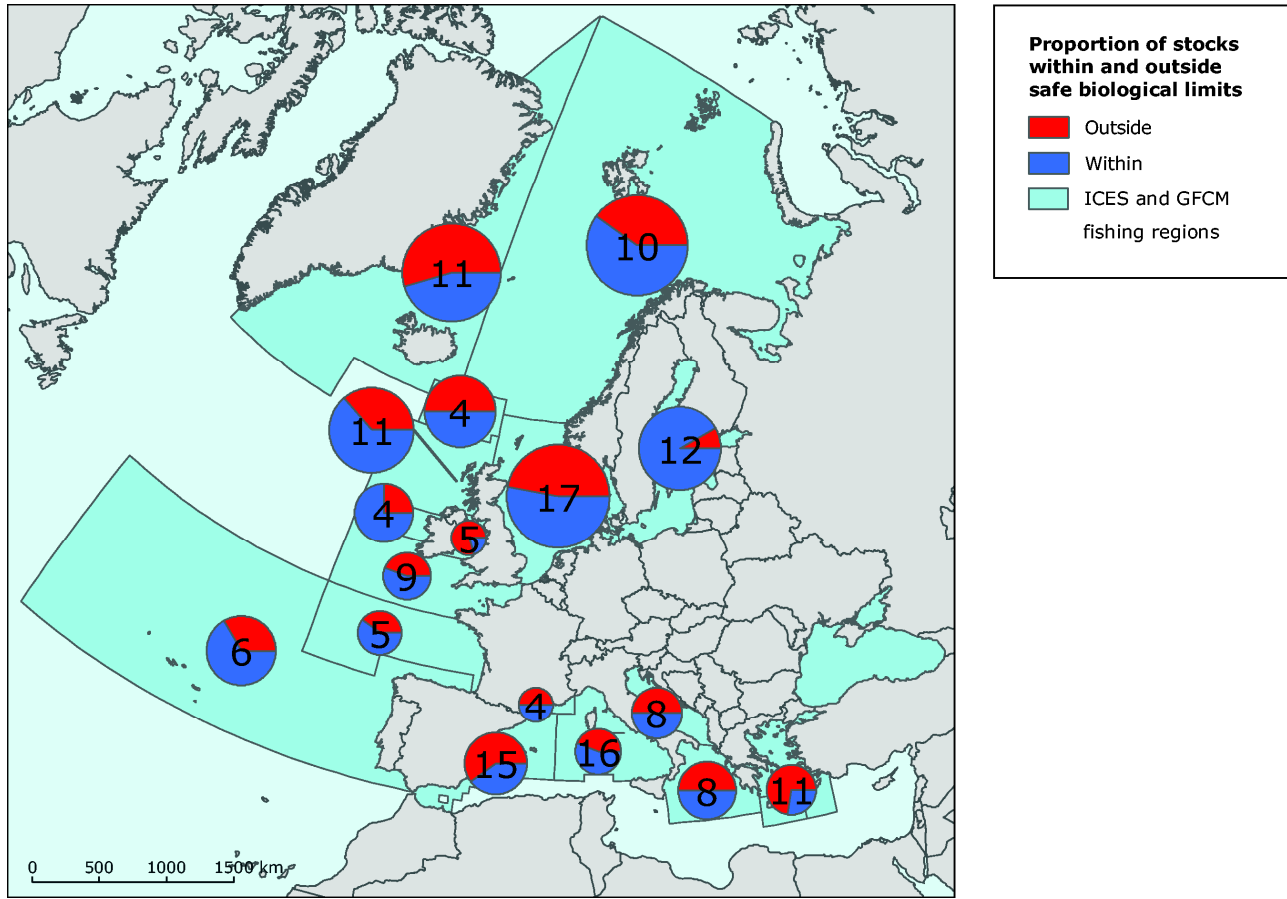 Proportion of stocks
within and outside
safe biological limits
Outside
Within
ICES and GFCM
fishing regions
10
11
4
11
12
17
4
5
9
5
6
4
8
16
15
8
11
0 500 1000 1500 km